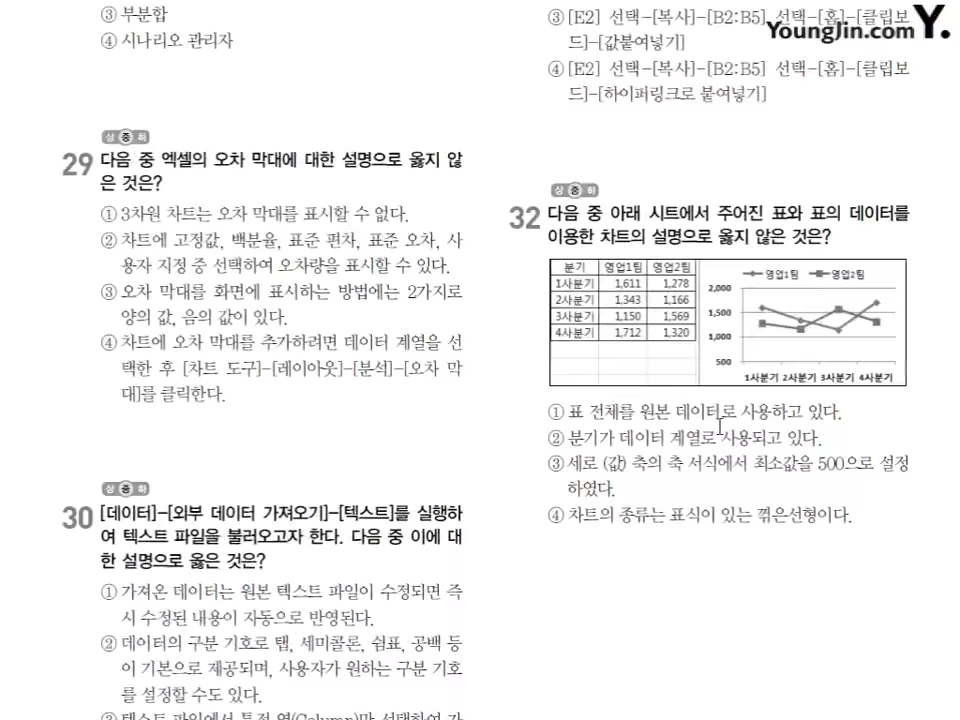 ③ 부분합
④ 시나리오 관리자
상 중 하
29 다음 중 엑셀의 오차 막대에 대한 설명으로 옳지 않
은 것은?
① 3차원 차트는 오차 막대를 표시할 수 없다.
② 차트에 고정값, 백분율, 표준 편차, 표준 오차, 사
용자 지정 중 선택하여 오차량을 표시할 수 있다.
③ 오차 막대를 화면에 표시하는 방법에는 2가지로
양의 값, 음의 값이 있다.
④ 차트에 오차 막대를 추가하려면 데이터 계열을 선
택한 후 [차트 도구]-[레이아웃]-[분석]-[오차 막
대]를 클릭한다.
상 중 하
30 [데이터]-[외부 데이터 가져오기]-[텍스트]를 실행하
여 텍스트 파일을 불러오고자 한다. 다음 중 이에 대
한 설명으로 옳은 것은?
① 가져온 데이터는 원본 텍스트 파일이 수정되면 즉
시 수정된 내용이 자동으로 반영된다.
② 데이터의 구분 기호로 탭, 세미콜론, 쉼표, 공백 등
이 기본으로 제공되며, 사용자가 원하는 구분 기호
를 설정할 수도 있다.
③ 텍스트 파일에서 특정 열(Column)만 선택하여 가
③ [E2] 선택-[복사]-[B2:B5] 선택-[홈]-[클립보
드]-[값붙여넣기]
④ [E2] 선택-[복사]-[B2:B5] 선택-[홈]-[클립보
드]-[하이퍼링크로 붙여넣기]
YoungJin.com Y.
상 중 하
32 다음 중 아래 시트에서 주어진 표와 표의 데이터를
이용한 차트의 설명으로 옳지 않은 것은?
분기 영업1팀 영업2팀
1사분기 1,611 1,278
2사분기 1,343 1,166
3사분기 1,150 1,569
4사분기 1,712 1,320
영업1팀 영업2팀
2,000
1,500
1,000
500
1사분기 2사분기 3사분기 4사분기
① 표 전체를 원본 데이터로 사용하고 있다.
② 분기가 데이터 계열로 사용되고 있다.
③ 세로 (값) 축의 축 서식에서 최소값을 500으로 설정
하였다.
④ 차트의 종류는 표식이 있는 꺾은선형이다.